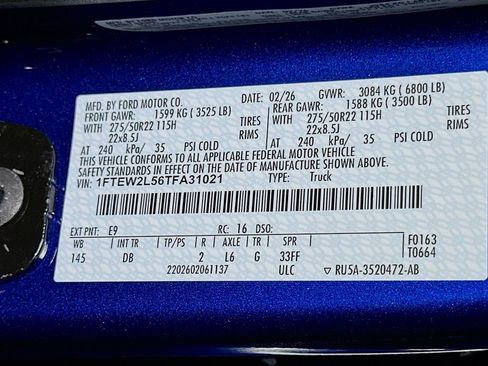 MFD. BY FORD MOTOR CO. 02/26 GVWR: 3084 KG ( 6800 LB)
FRONT GAWR: 1599 KG ( 3525 LB) REAR GAWR: 1588 KG ( 3500 LB)
WITH 275/50R22 115H TIRES WITH 275/50R22 115H TIRES
22x8.5J RIMS 22x8.5J RIMS
AT 240 kPa/ 35 PSI COLD AT 240 kPa/ 35 PSI COLD
THIS VEHICLE CONFORMS TO ALL APPLICABLE FEDERAL MOTOR VEHICLE
SAFETY STANDARDS IN EFFECT ON THE DATE OF MANUFACTURE SHOWN ABOVE.
VIN: 1FTEW2L56TFA31021 TYPE: Truck
EXT PNT: E9 RC: 16 DSO: F0163
WB INT TR TP/PS R AXLE TR SPR T0664
145 DB 2 L6 G 33FF
2202602061137 ULC ▽ RU5A-3520472-AB